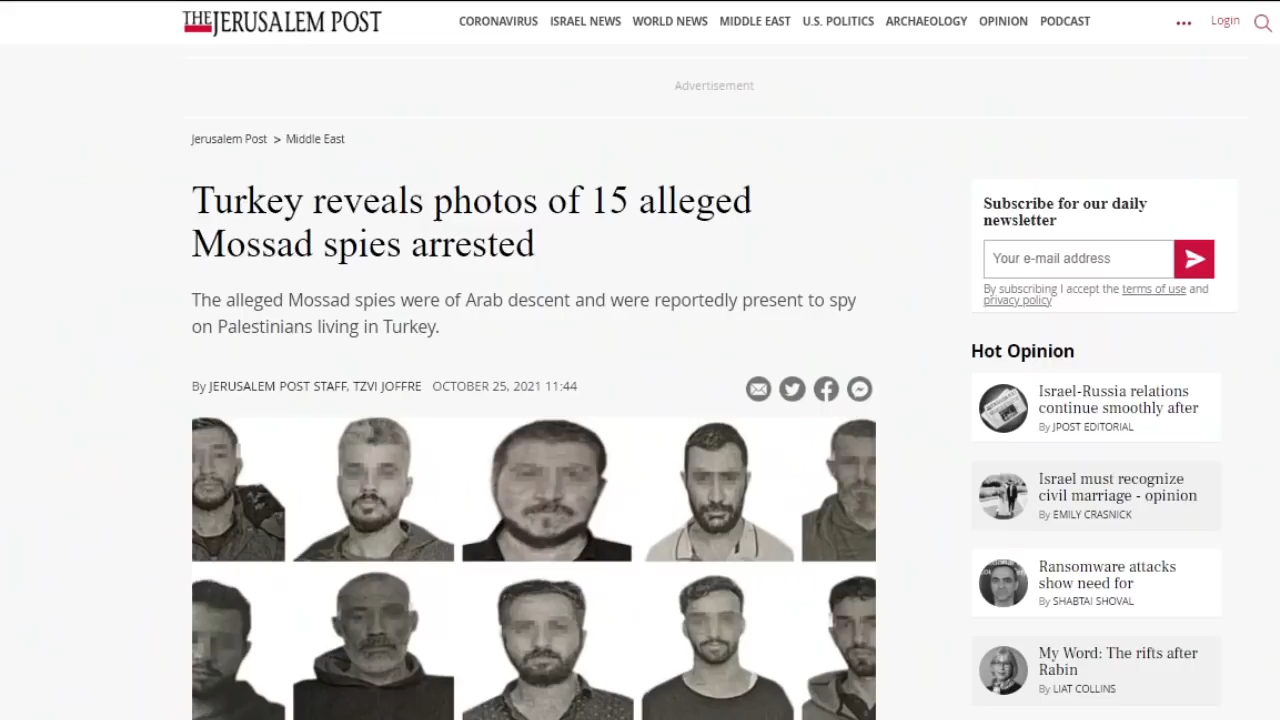 THE JERUSALEM POST
CORONAVIRUS ISRAEL NEWS WORLD NEWS MIDDLE EAST U.S. POLITICS ARCHAEOLOGY OPINION PODCAST
Login
Advertisement
Jerusalem Post > Middle East
Turkey reveals photos of 15 alleged
Mossad spies arrested
The alleged Mossad spies were of Arab descent and were reportedly present to spy
on Palestinians living in Turkey.
By JERUSALEM POST STAFF, TZVI JOFFRE OCTOBER 25, 2021 11:44
Subscribe for our daily
newsletter
Your e-mail address
By subscribing I accept the terms of use and
privacy policy
Hot Opinion
Israel-Russia relations
continue smoothly after
By JPOST EDITORIAL
Israel must recognize
civil marriage - opinion
By EMILY CRASNICK
Ransomware attacks
show need for
By SHABTAI SHOVAL
My Word: The rifts after
Rabin
By LIAT COLLINS